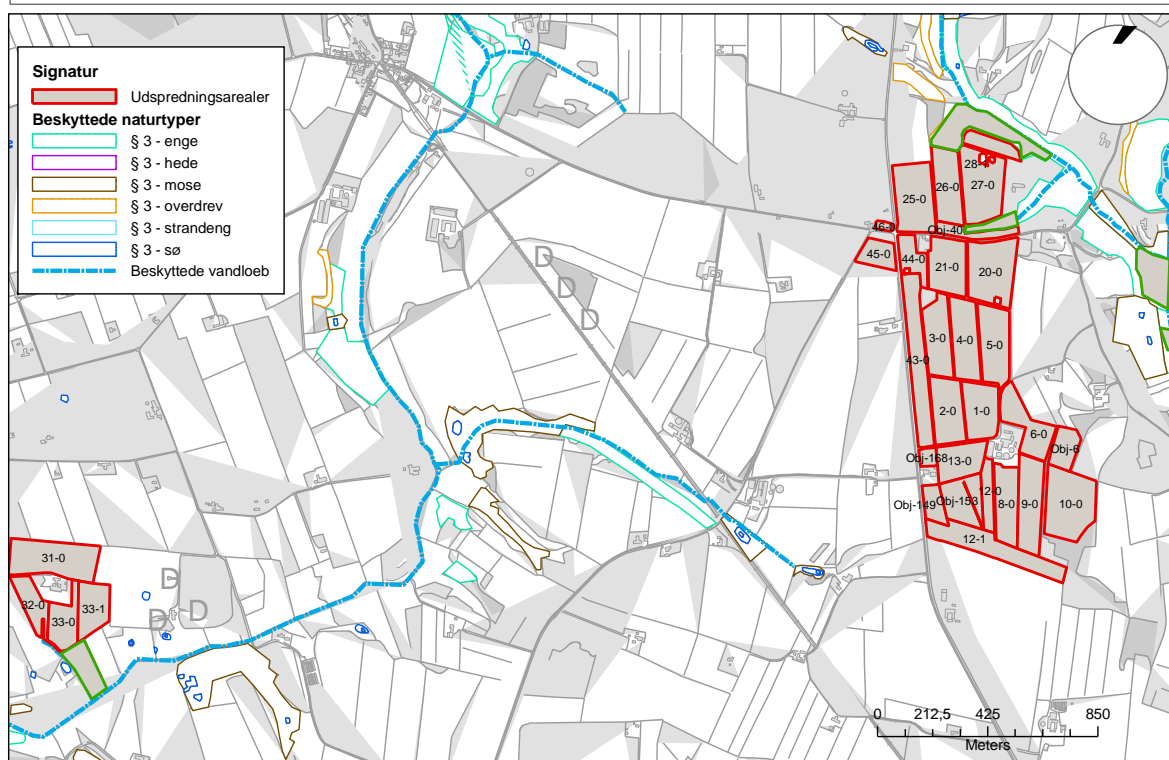 Signatur
Udspredningsarealer
Beskyttede naturtyper
§ 3 - enge
§ 3 - hede
§ 3 - mose
§ 3 - overdrev
§ 3 - strandeng
§ 3 - sø
Beskyttede vandloeb
28-1
25-0
26-0
27-0
46-0
Obj-40
45-0
44-0
21-0
20-0
3-0
4-0
5-0
43-0
2-0
1-0
6-0
Obj-6
Obj-168
13-0
12-0
Obj-149
Obj-153
8-0
9-0
10-0
12-1
31-0
32-0
33-0
33-1
D
D
D
D
D
D
0
212,5
425
850
Meters